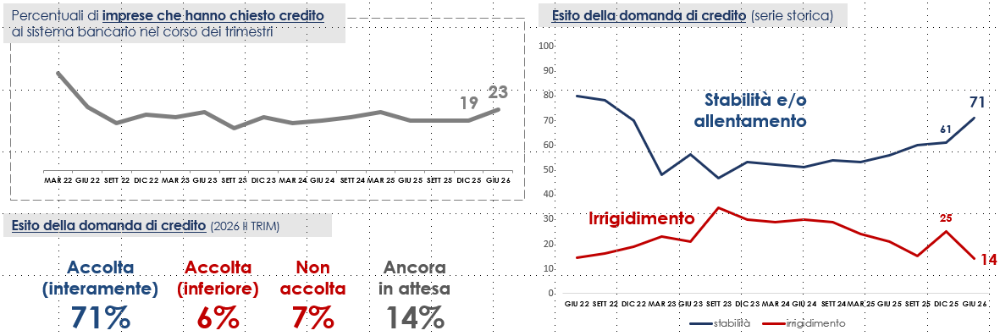 Percentuali di imprese che hanno chiesto credito
al sistema bancario nel corso dei trimestri
19
23
MAR 22 GIU 22 SETT 22 DIC 22 MAR 23 GIU 23 SETT 23 DIC 23 MAR 24 GIU 24 SETT 24 MAR 25 GIU 25 SETT 25 DIC 25 GIU 26
Esito della domanda di credito (2026 II TRIM)
Accolta
(interamente)
71%
Accolta
(inferiore)
6%
Non
accolta
7%
Ancora
in attesa
14%
Esito della domanda di credito (serie storica)
100
90
80
70
60
50
40
30
20
10
0
Stabilità e/o
allentamento
61
71
Irrigidimento
25
14
GIU 22 SETT 22 DIC 22 MAR 23 GIU 23 SETT 23 DIC 23 MAR 24 GIU 24 SETT 24 MAR 25 GIU 25 SETT 25 DIC 25 GIU 26
stabilità irrigidimento